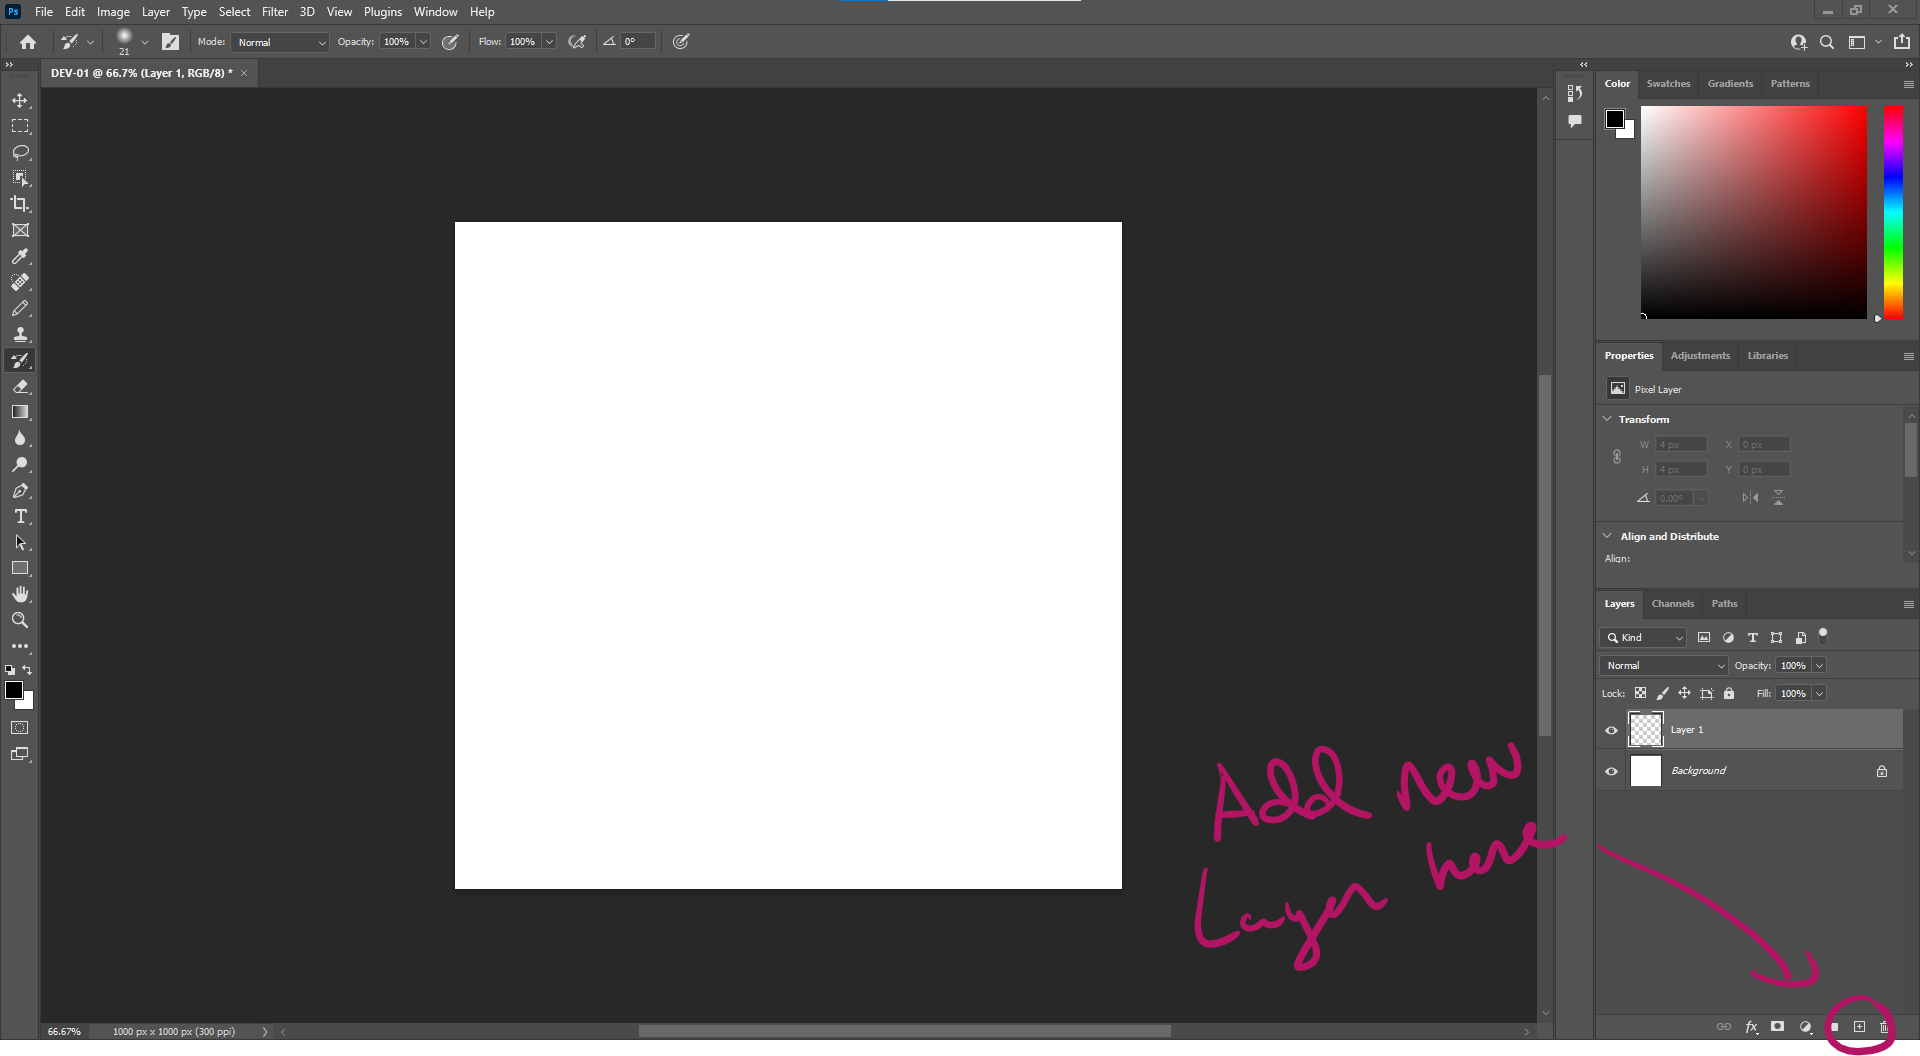 Ps File Edit Image Layer Type Select Filter 3D View Plugins Window Help
21 Mode: Normal Opacity: 100% Flow: 100% 0°
DEV-01 @ 66.7% (Layer 1, RGB/8) * ×
Color Swatches Gradients Patterns
Properties Adjustments Libraries
Pixel Layer
Transform
W 4 px X 0 px
H 4 px Y 0 px
0.00°
Align and Distribute
Align:
Layers Channels Paths
Kind
Normal Opacity: 100%
Lock: Fill: 100%
Layer 1
Background
Add new
Layer here
fx
66.67% 1000 px x 1000 px (300 ppi)